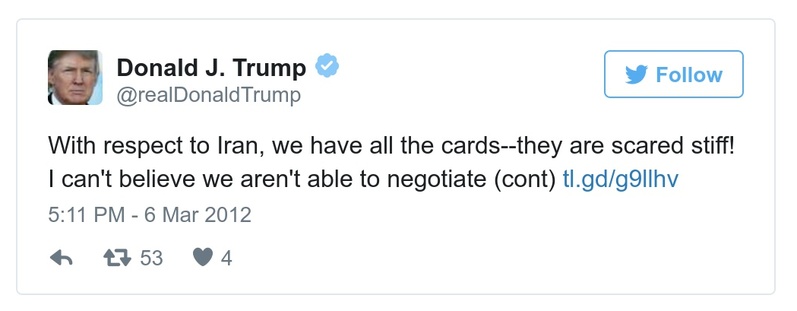 Donald J. Trump
@realDonaldTrump
Follow
With respect to Iran, we have all the cards--they are scared stiff!
I can't believe we aren't able to negotiate (cont) tl.gd/g9llhv
5:11 PM - 6 Mar 2012
53 4